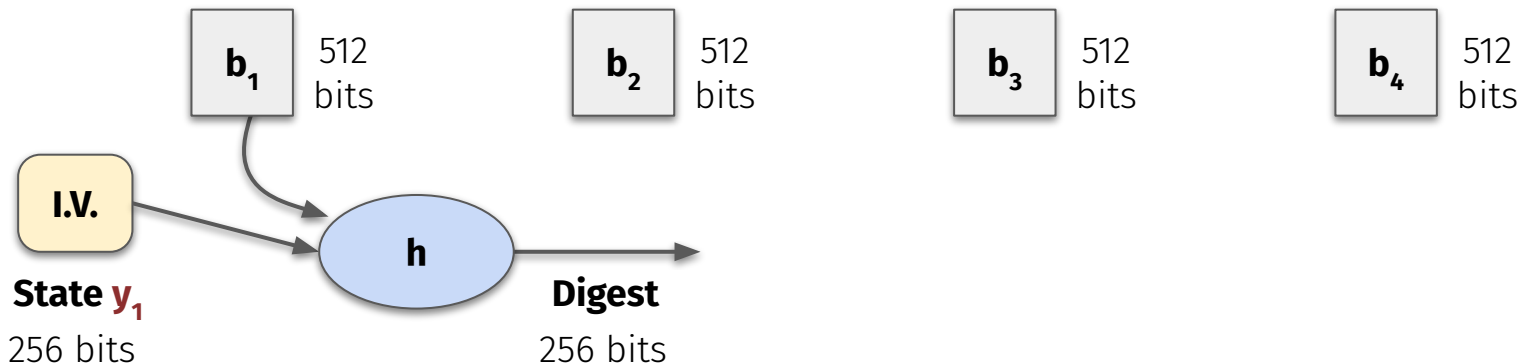 b1
512
bits
b2
512
bits
b3
512
bits
b4
512
bits
I.V.
h
State y1
256 bits
Digest
256 bits